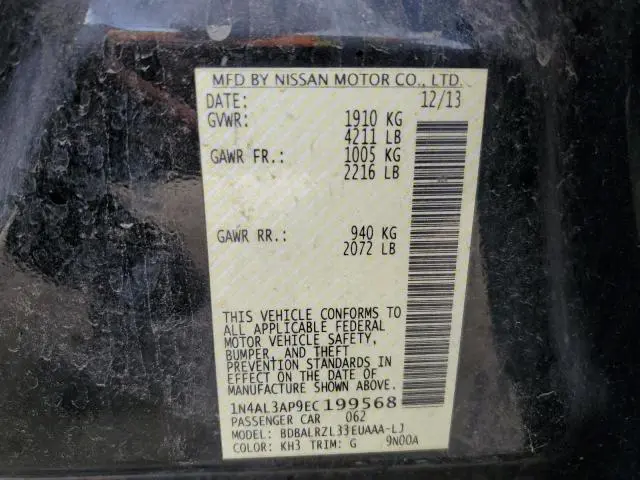 MFD BY NISSAN MOTOR CO., LTD.
DATE: 12/13
GVWR: 1910 KG
4211 LB
GAWR FR.: 1005 KG
2216 LB
GAWR RR.: 940 KG
2072 LB
THIS VEHICLE CONFORMS TO
ALL APPLICABLE FEDERAL
MOTOR VEHICLE SAFETY,
BUMPER, AND THEFT
PREVENTION STANDARDS IN
EFFECT ON THE DATE OF
MANUFACTURE SHOWN ABOVE.
1N4AL3AP9EC199568
PASSENGER CAR 062
MODEL: BDBALRZL33EUAAA-LJ
COLOR: KH3 TRIM: G 9N00A